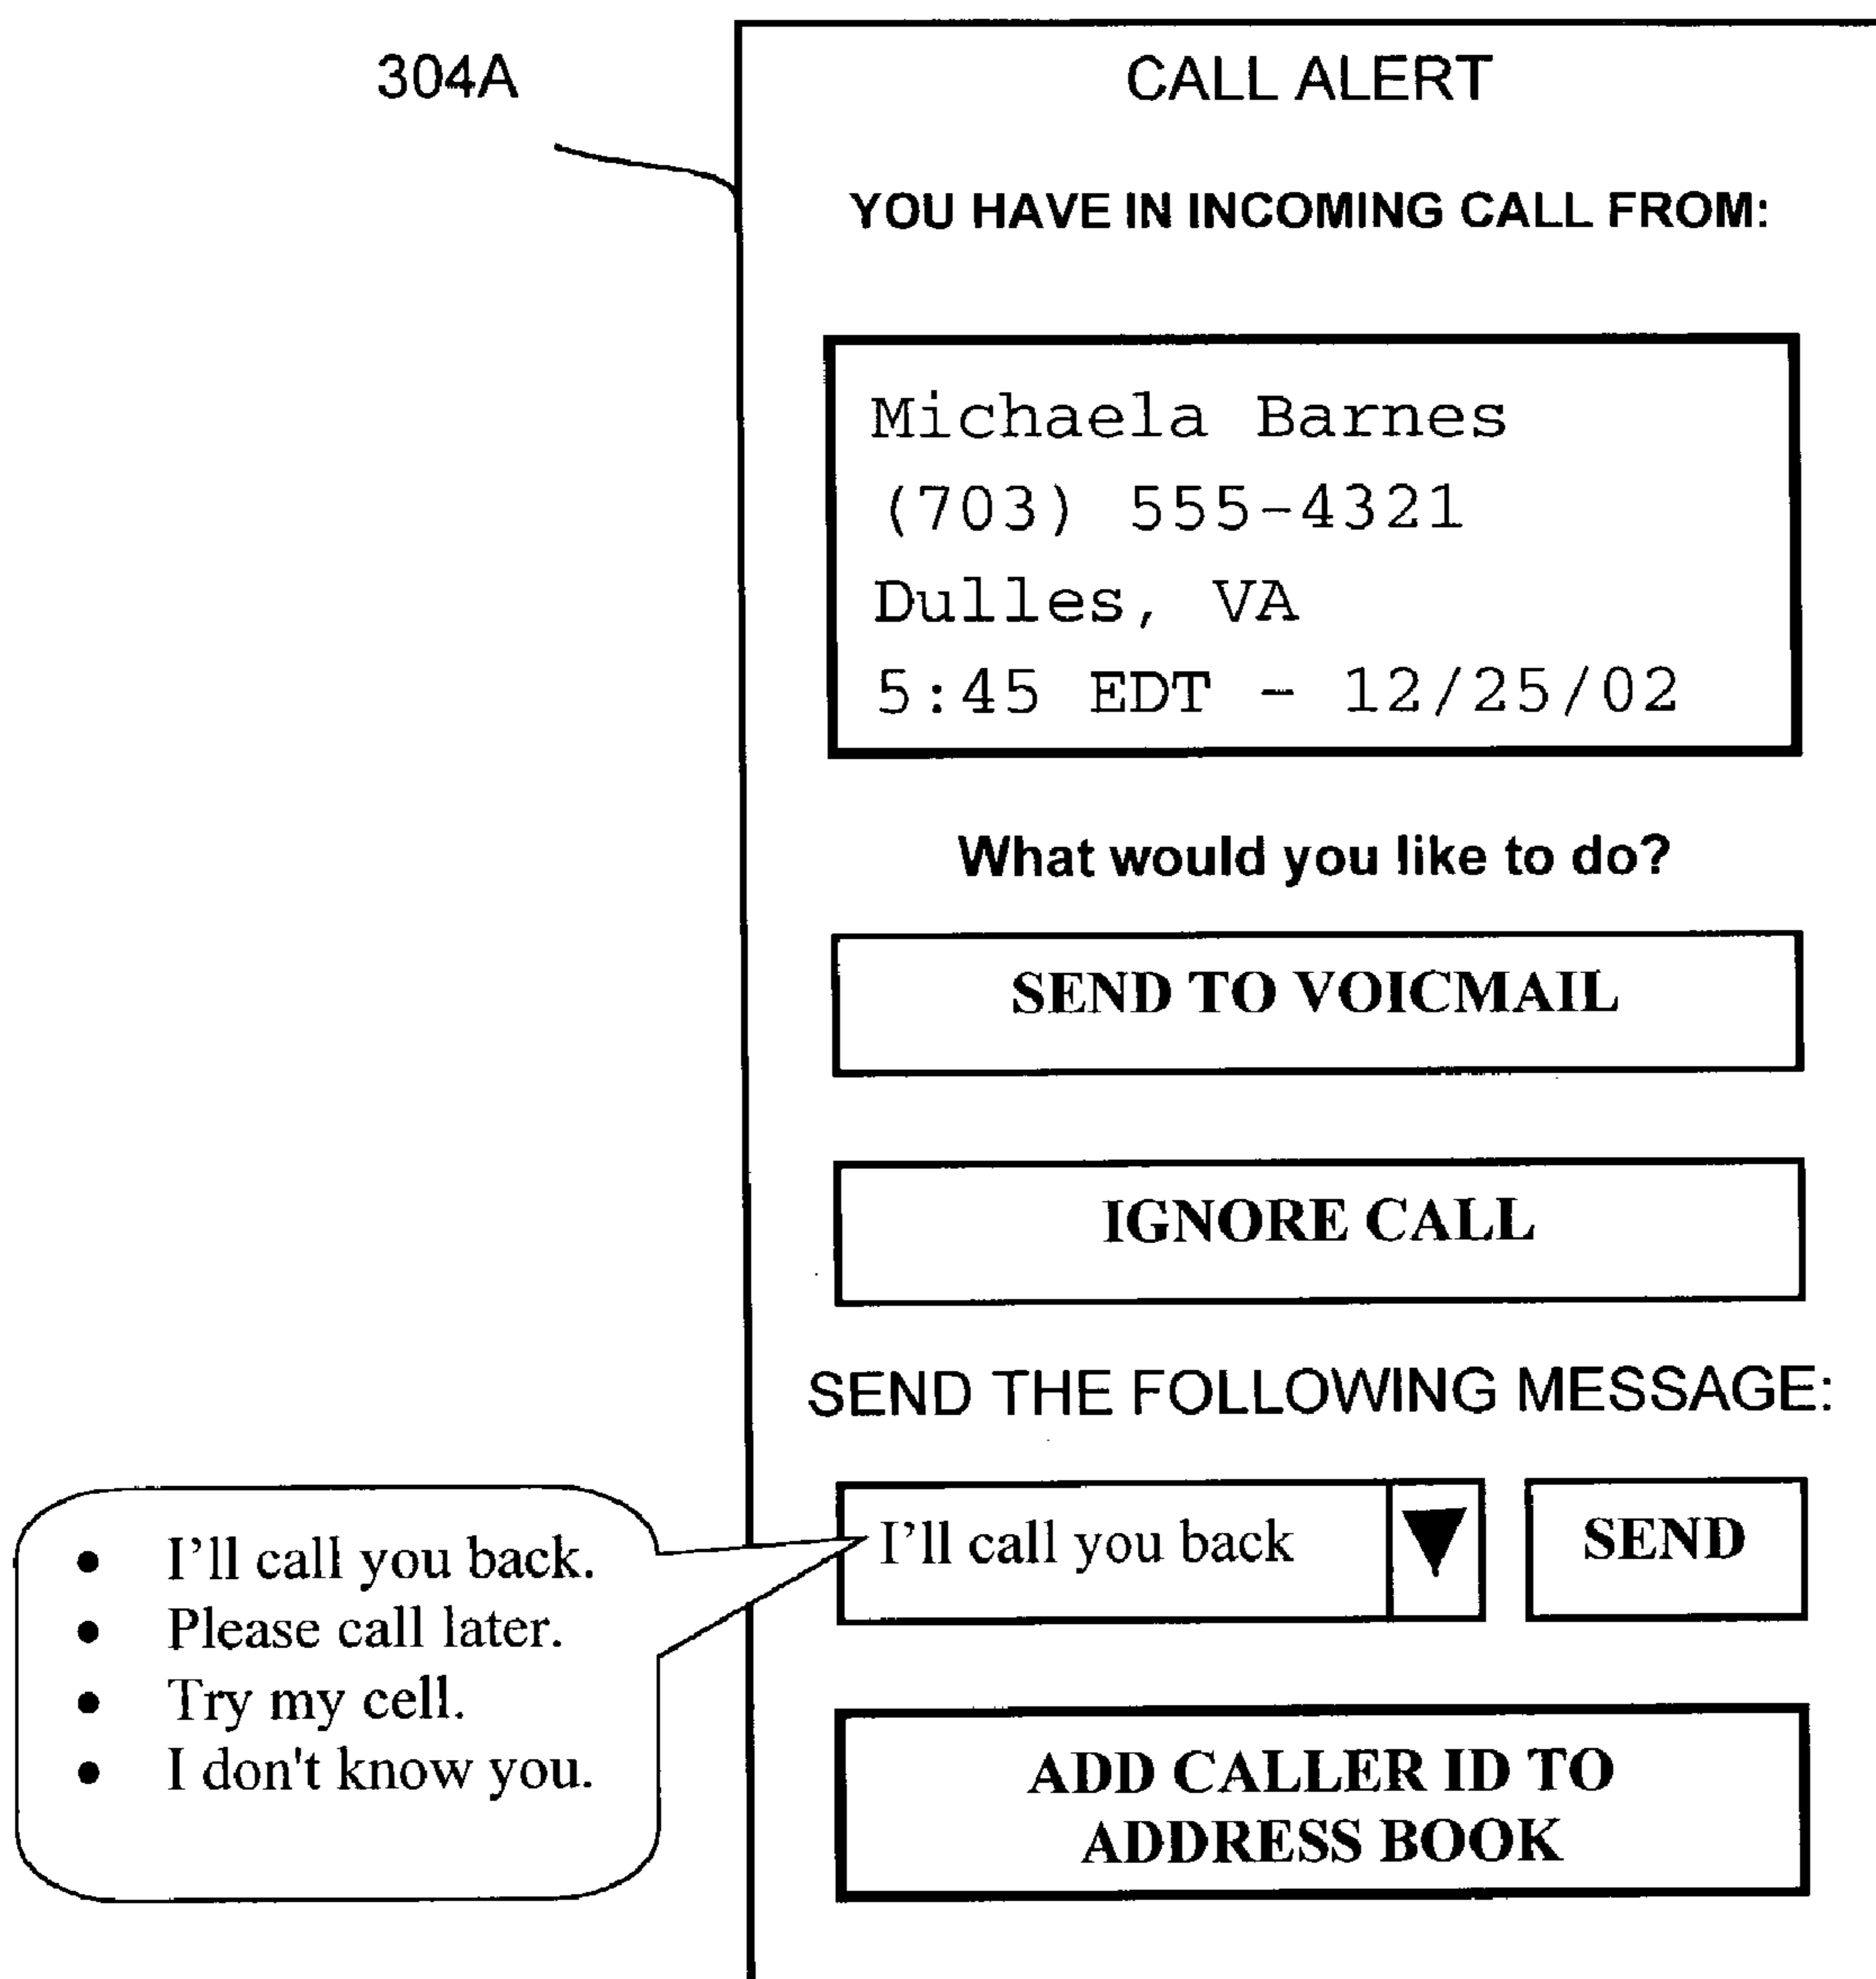 304A
CALL ALERT
YOU HAVE IN INCOMING CALL FROM:
Michaela Barnes
(703) 555-4321
Dulles, VA
5:45 EDT - 12/25/02
What would you like to do?
SEND TO VOICMAIL
IGNORE CALL
SEND THE FOLLOWING MESSAGE:
I'll call you back
SEND
• I'll call you back.
• Please call later.
• Try my cell.
• I don't know you.
ADD CALLER ID TO
ADDRESS BOOK